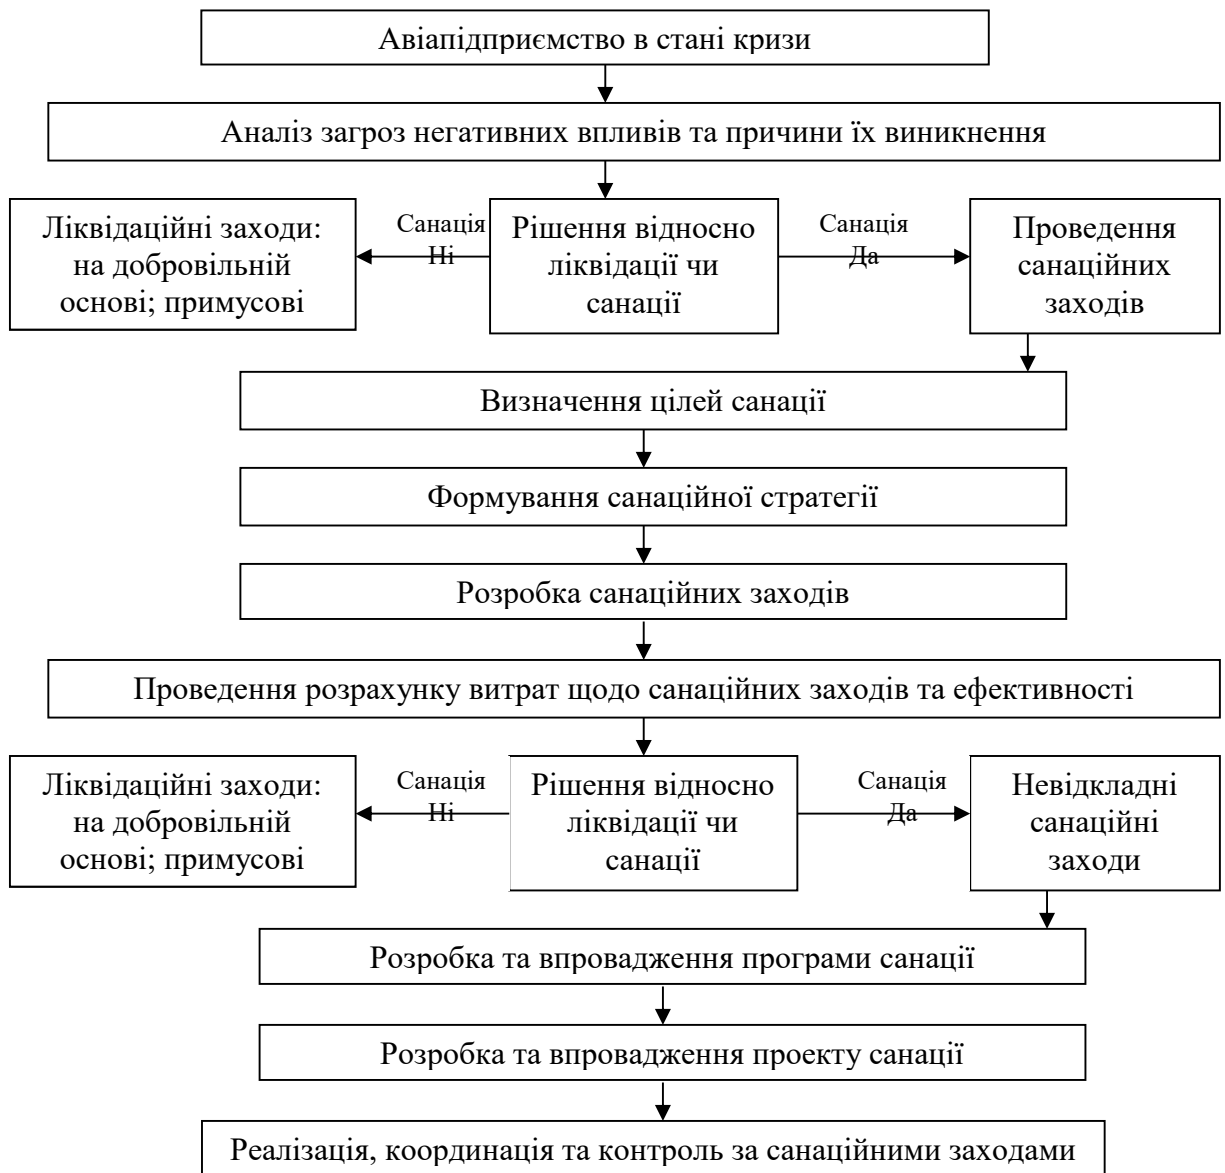 Авіапідприємство в стані кризи
Аналіз загроз негативних впливів та причини їх виникнення
Ліквідаційні заходи:
на добровільній
основі; примусові
Санація
Ні
Рішення відносно
ліквідації чи
санації
Санація
Да
Проведення
санаційних
заходів
Визначення цілей санації
Формування санаційної стратегії
Розробка санаційних заходів
Проведення розрахунку витрат щодо санаційних заходів та ефективності
Ліквідаційні заходи:
на добровільній
основі; примусові
Санація
Ні
Рішення відносно
ліквідації чи
санації
Санація
Да
Невідкладні
санаційні
заходи
Розробка та впровадження програми санації
Розробка та впровадження проекту санації
Реалізація, координація та контроль за санаційними заходами